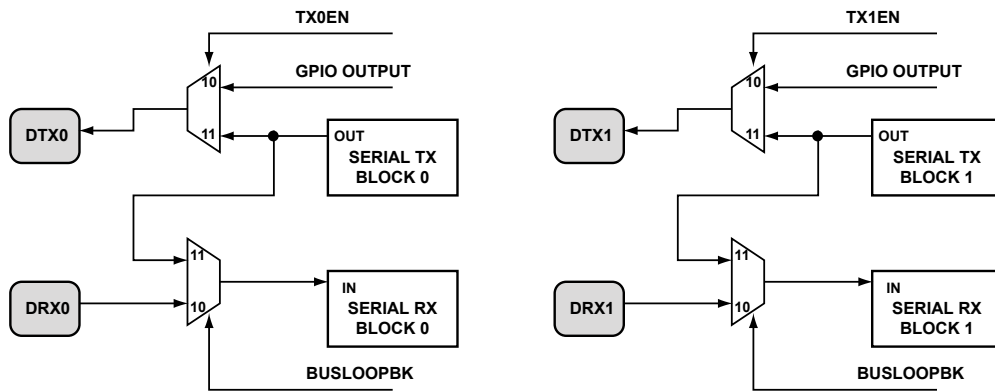 TX0EN
10
GPIO OUTPUT
DTX0
11
OUT
SERIAL TX
BLOCK 0
11
DRX0
10
IN
SERIAL RX
BLOCK 0
BUSLOOPBK
TX1EN
10
GPIO OUTPUT
DTX1
11
OUT
SERIAL TX
BLOCK 1
11
DRX1
10
IN
SERIAL RX
BLOCK 1
BUSLOOPBK